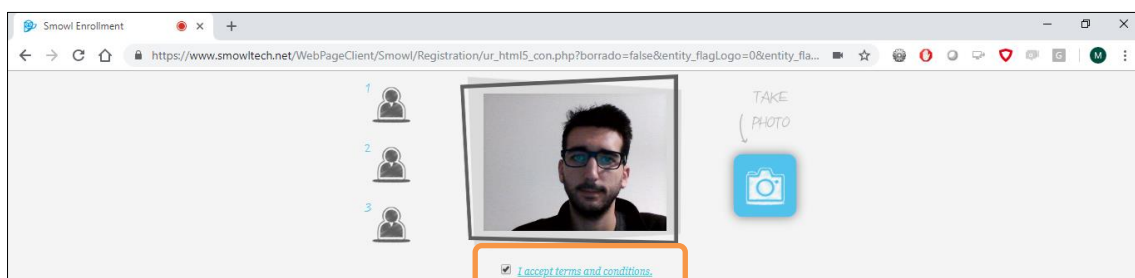 Smowl Enrollment
https://www.smowltech.net/WebPageClient/Smowl/Registration/ur_html5_con.php?borrado=false&entity_flagLogo=0&entity_fla...
G
M
1
TAKE
PHOTO
2
3
I accept terms and conditions.